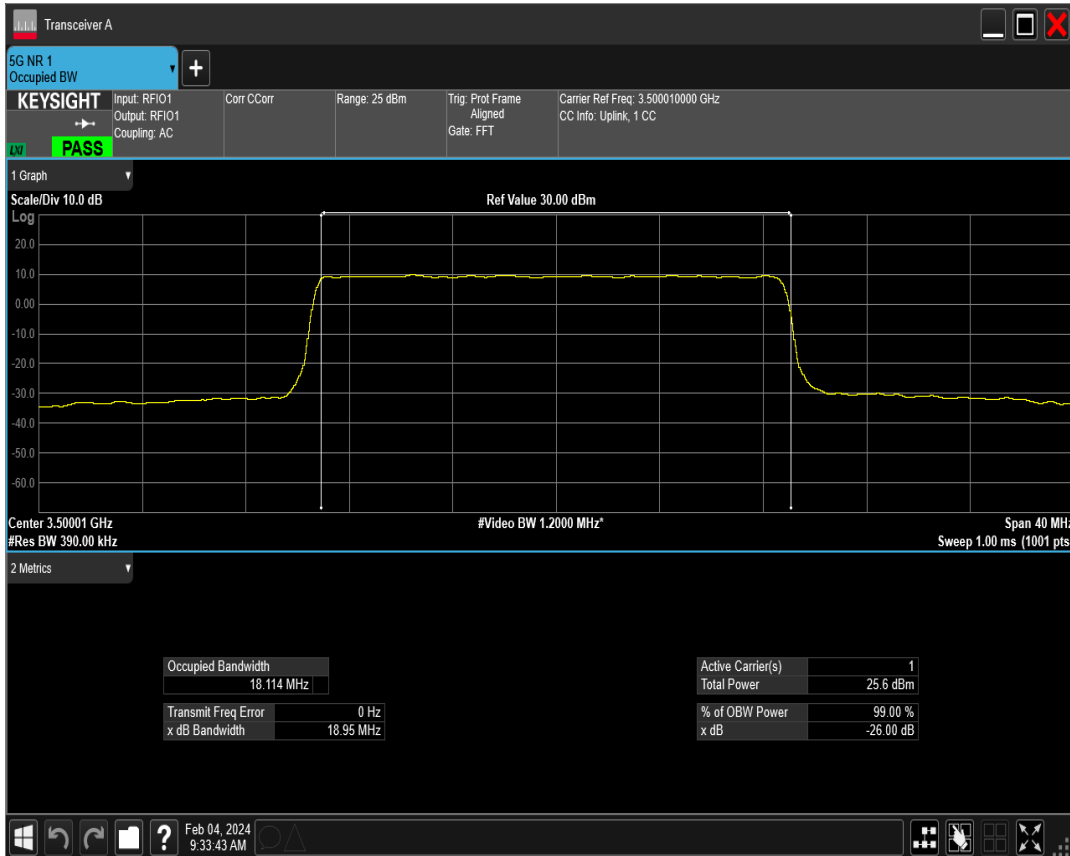 Transceiver A
5G NR 1
Occupied BW
KEYSIGHT
LXI
PASS
Input: RFIO1
Output: RFIO1
Coupling: AC
Corr CCorr
Range: 25 dBm
Trig: Prot Frame
Aligned
Gate: FFT
Carrier Ref Freq: 3.500010000 GHz
CC Info: Uplink, 1 CC
1 Graph
Scale/Div 10.0 dB
Ref Value 30.00 dBm
Log
20.0
10.0
0.00
-10.0
-20.0
-30.0
-40.0
-50.0
-60.0
Center 3.50001 GHz
#Video BW 1.2000 MHz*
Span 40 MHz
#Res BW 390.00 kHz
Sweep 1.00 ms (1001 pts
2 Metrics
Occupied Bandwidth
18.114 MHz
Transmit Freq Error 0 Hz
x dB Bandwidth 18.95 MHz
Active Carrier(s) 1
Total Power 25.6 dBm
% of OBW Power 99.00 %
x dB -26.00 dB
?
Feb 04, 2024
9:33:43 AM